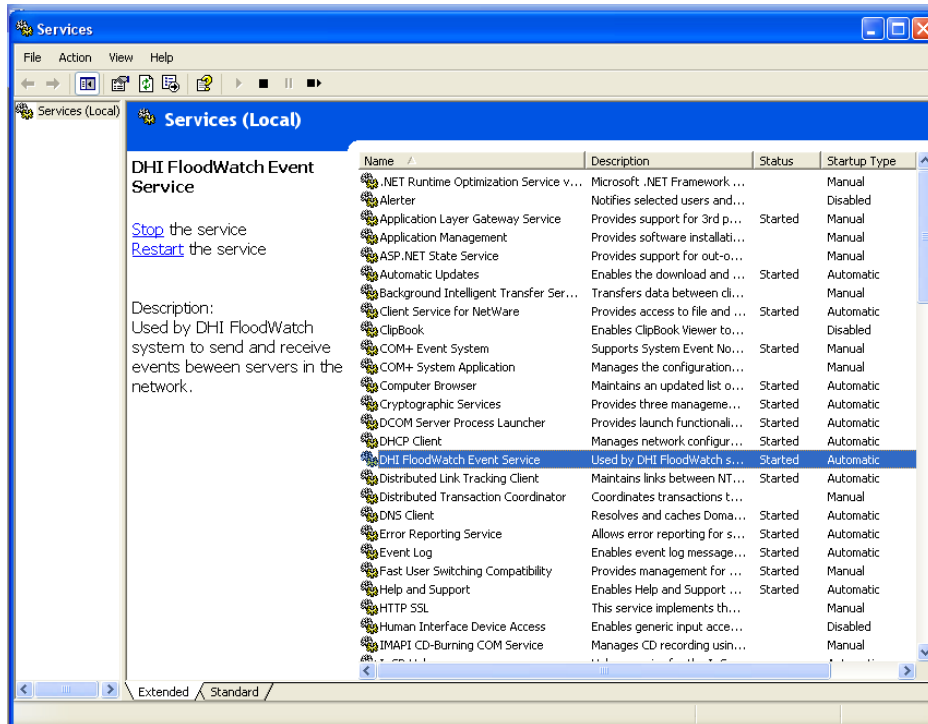 Services
File Action View Help
Services (Local)
Services (Local)
DHI FloodWatch Event
Service
Stop the service
Restart the service
Description:
Used by DHI FloodWatch
system to send and receive
events beween servers in the
network.
Name Description Status Startup Type
.NET Runtime Optimization Service v... Microsoft .NET Framework ... Manual
Alerter Notifies selected users and... Disabled
Application Layer Gateway Service Provides support for 3rd p... Started Manual
Application Management Provides software installati... Manual
ASP.NET State Service Provides support for out-o... Manual
Automatic Updates Enables the download and ... Started Automatic
Background Intelligent Transfer Ser... Transfers data between cli... Manual
Client Service for NetWare Provides access to file and ... Started Automatic
ClipBook Enables ClipBook Viewer to... Disabled
COM+ Event System Supports System Event No... Started Manual
COM+ System Application Manages the configuration... Manual
Computer Browser Maintains an updated list o... Started Automatic
Cryptographic Services Provides three manageme... Started Automatic
DCOM Server Process Launcher Provides launch functionali... Started Automatic
DHCP Client Manages network configur... Started Automatic
DHI FloodWatch Event Service Used by DHI FloodWatch s... Started Automatic
Distributed Link Tracking Client Maintains links between NT... Started Automatic
Distributed Transaction Coordinator Coordinates transactions t... Manual
DNS Client Resolves and caches Doma... Started Automatic
Error Reporting Service Allows error reporting for s... Started Automatic
Event Log Enables event log message... Started Automatic
Fast User Switching Compatibility Provides management for ... Started Manual
Help and Support Enables Help and Support ... Started Automatic
HTTP SSL This service implements th... Manual
Human Interface Device Access Enables generic input acce... Disabled
IMAPI CD-Burning COM Service Manages CD recording usin... Manual
Extended Standard